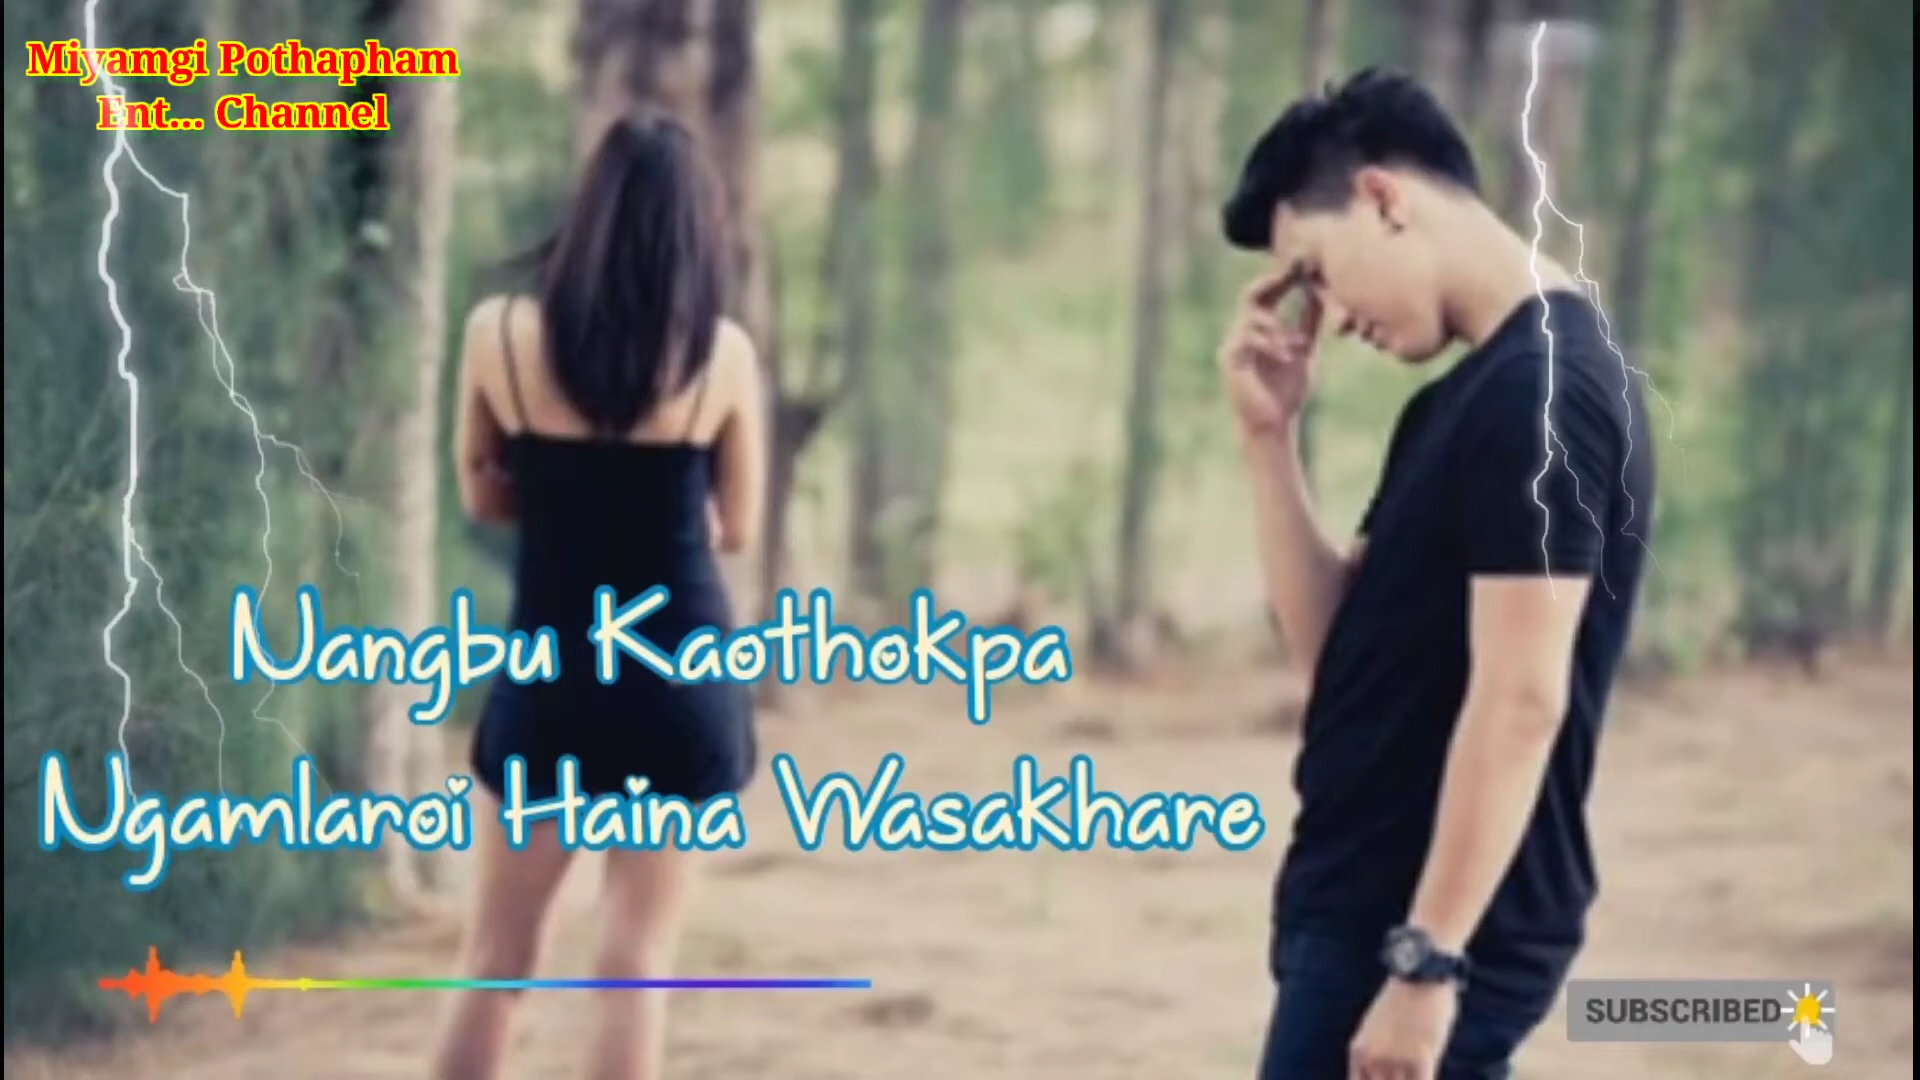 Miyamgi Pothapham
Ent... Channel
Nangbu Kaothokpa
Ngamlaroi Haina Wasakhare
SUBSCRIBED